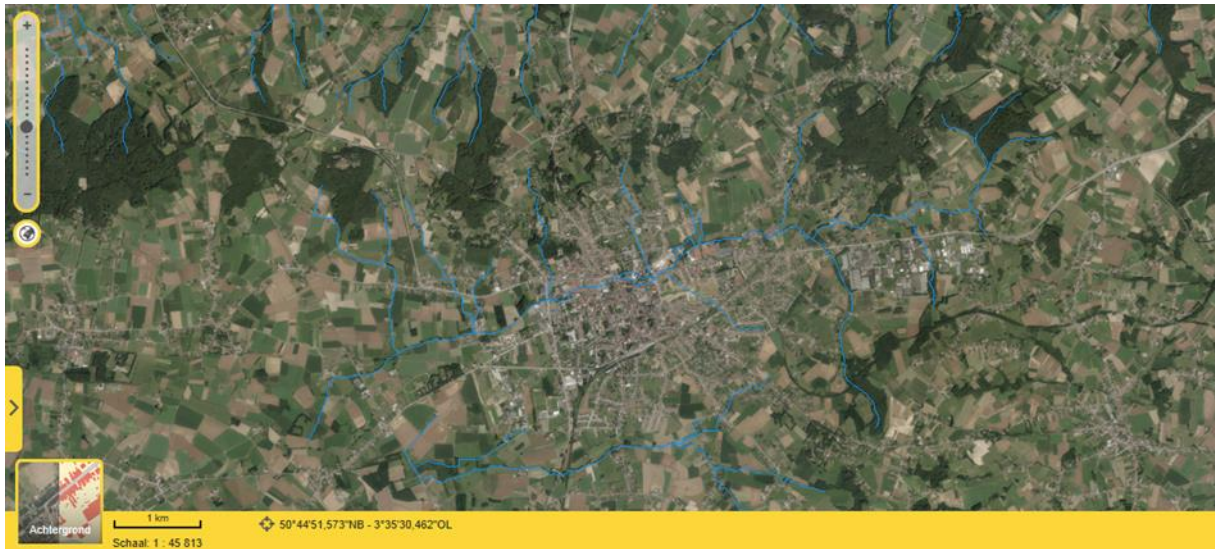 +
−
Achtergrond
1 km
Schaal: 1 : 45 813
50°44'51,573"NB - 3°35'30,462"OL